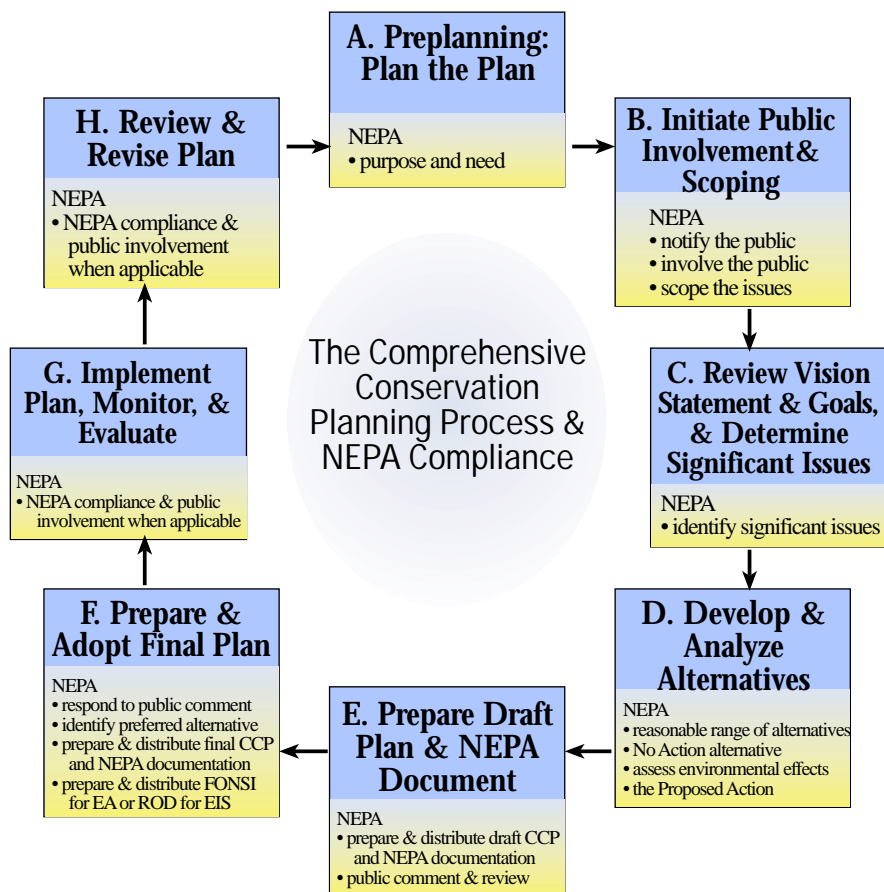 A. Preplanning:
Plan the Plan
NEPA
• purpose and need
B. Initiate Public
Involvement&
Scoping
NEPA
• notify the public
• involve the public
• scope the issues
C. Review Vision
Statement & Goals,
& Determine
Significant Issues
NEPA
• identify significant issues
D. Develop &
Analyze
Alternatives
NEPA
• reasonable range of alternatives
• No Action alternative
• assess environmental effects
• the Proposed Action
E. Prepare Draft
Plan & NEPA
Document
NEPA
• prepare & distribute draft CCP
and NEPA documentation
• public comment & review
F. Prepare &
Adopt Final Plan
NEPA
• respond to public comment
• identify preferred alternative
• prepare & distribute final CCP
and NEPA documentation
• prepare & distribute FONSI
for EA or ROD for EIS
G. Implement
Plan, Monitor, &
Evaluate
NEPA
• NEPA compliance & public
involvement when applicable
H. Review &
Revise Plan
NEPA
• NEPA compliance &
public involvement
when applicable
The Comprehensive
Conservation
Planning Process &
NEPA Compliance